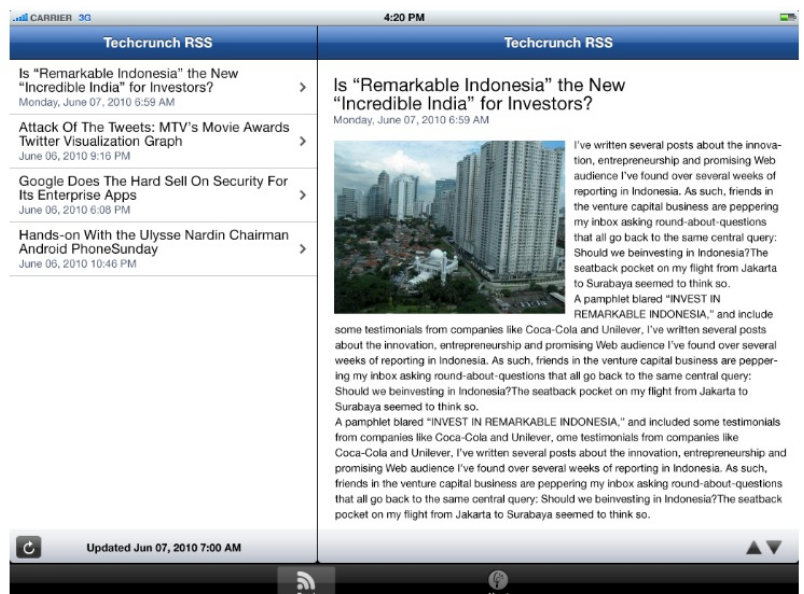 CARRIER 3G
4:20 PM
Techcrunch RSS
Is “Remarkable Indonesia” the New
“Incredible India” for Investors?
Monday, June 07, 2010 6:59 AM
Attack Of The Tweets: MTV's Movie Awards
Twitter Visualization Graph
June 06, 2010 9:16 PM
Google Does The Hard Sell On Security For
Its Enterprise Apps
June 06, 2010 6:08 PM
Hands-on With the Ulysse Nardin Chairman
Android PhoneSunday
June 06, 2010 10:46 PM
Updated Jun 07, 2010 7:00 AM
Techcrunch RSS
Is “Remarkable Indonesia” the New
“Incredible India” for Investors?
Monday, June 07, 2010 6:59 AM
I've written several posts about the innova-
tion, entrepreneurship and promising Web
audience I've found over several weeks of
reporting in Indonesia. As such, friends in
the venture capital business are peppering
my inbox asking round-about-questions
that all go back to the same central query:
Should we beinvesting in Indonesia?The
seatback pocket on my flight from Jakarta
to Surabaya seemed to think so.
A pamphlet blared “INVEST IN
REMARKABLE INDONESIA,” and include
some testimonials from companies like Coca-Cola and Unilever, I've written several posts
about the innovation, entrepreneurship and promising Web audience I've found over several
weeks of reporting in Indonesia. As such, friends in the venture capital business are pepper-
ing my inbox asking round-about-questions that all go back to the same central query:
Should we beinvesting in Indonesia?The seatback pocket on my flight from Jakarta to
Surabaya seemed to think so.
A pamphlet blared “INVEST IN REMARKABLE INDONESIA,” and included some testimonials
from companies like Coca-Cola and Unilever, ome testimonials from companies like
Coca-Cola and Unilever, I've written several posts about the innovation, entrepreneurship and
promising Web audience I've found over several weeks of reporting in Indonesia. As such,
friends in the venture capital business are peppering my inbox asking round-about-questions
that all go back to the same central query: Should we beinvesting in Indonesia?The seatback
pocket on my flight from Jakarta to Surabaya seemed to think so.